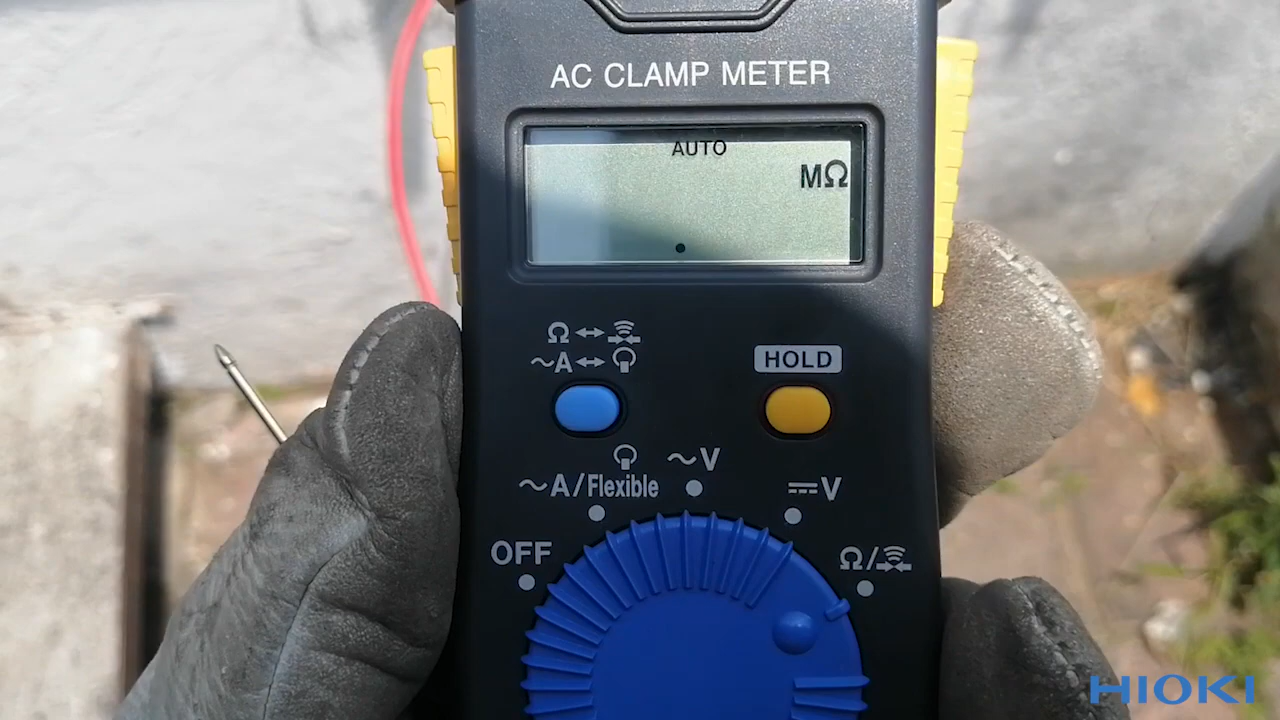 AC CLAMP METER
AUTO
MΩ
Ω
~A
HOLD
~V
~A/Flexible
⎓V
OFF
Ω/
HIOKI